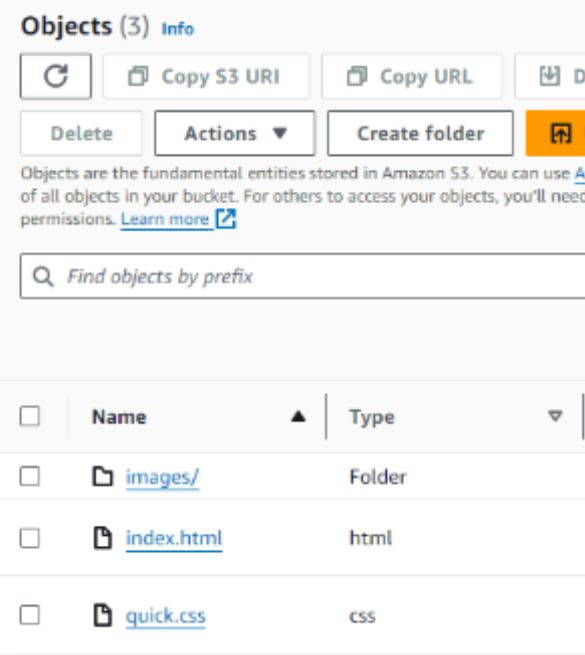 Objects (3) Info
Copy S3 URI Copy URL D
Delete Actions Create folder
Objects are the fundamental entities stored in Amazon S3. You can use A
of all objects in your bucket. For others to access your objects, you'll need
permissions. Learn more
Find objects by prefix
Name Type
images/ Folder
index.html html
quick.css css